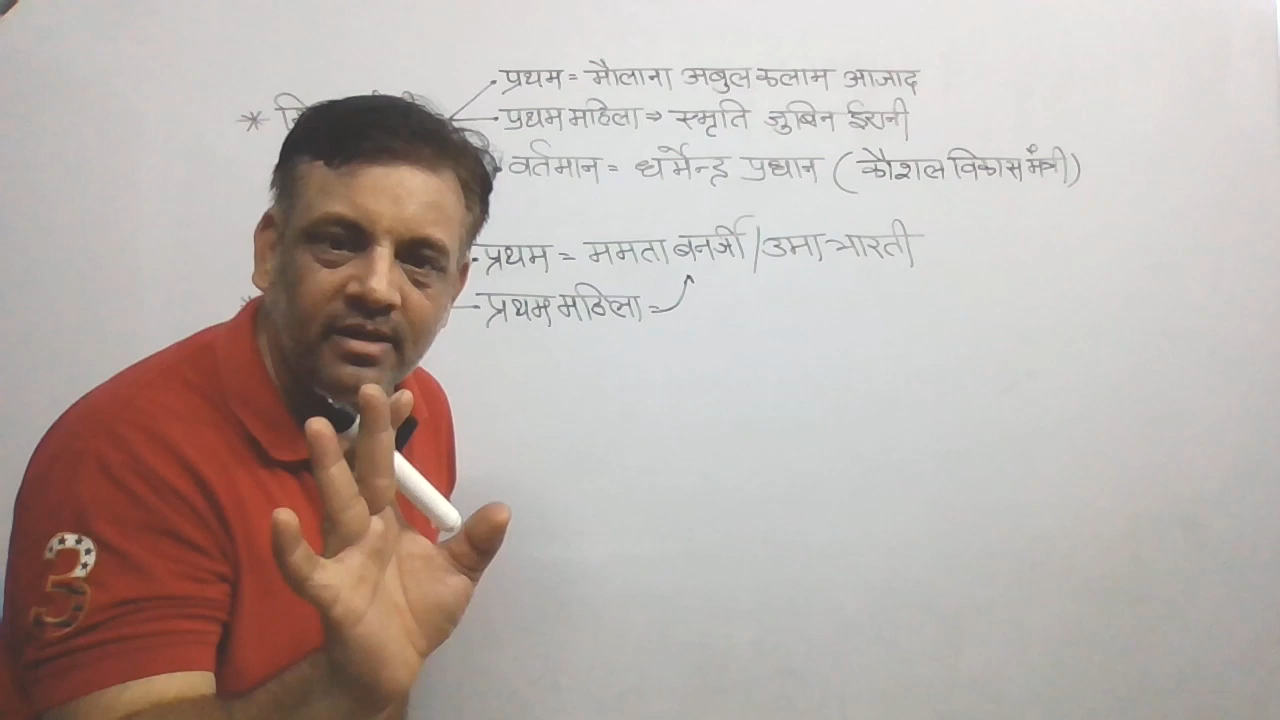 * शि
प्रथम = मौलाना अबुल कलाम आजाद
प्रथम महिला ⇒ स्मृति जुबिन ईरानी
वर्तमान = धर्मेन्द्र प्रधान (कौशल विकास मंत्री)
प्रथम = ममता बनर्जी / उमा भारती
प्रथम महिला =
3